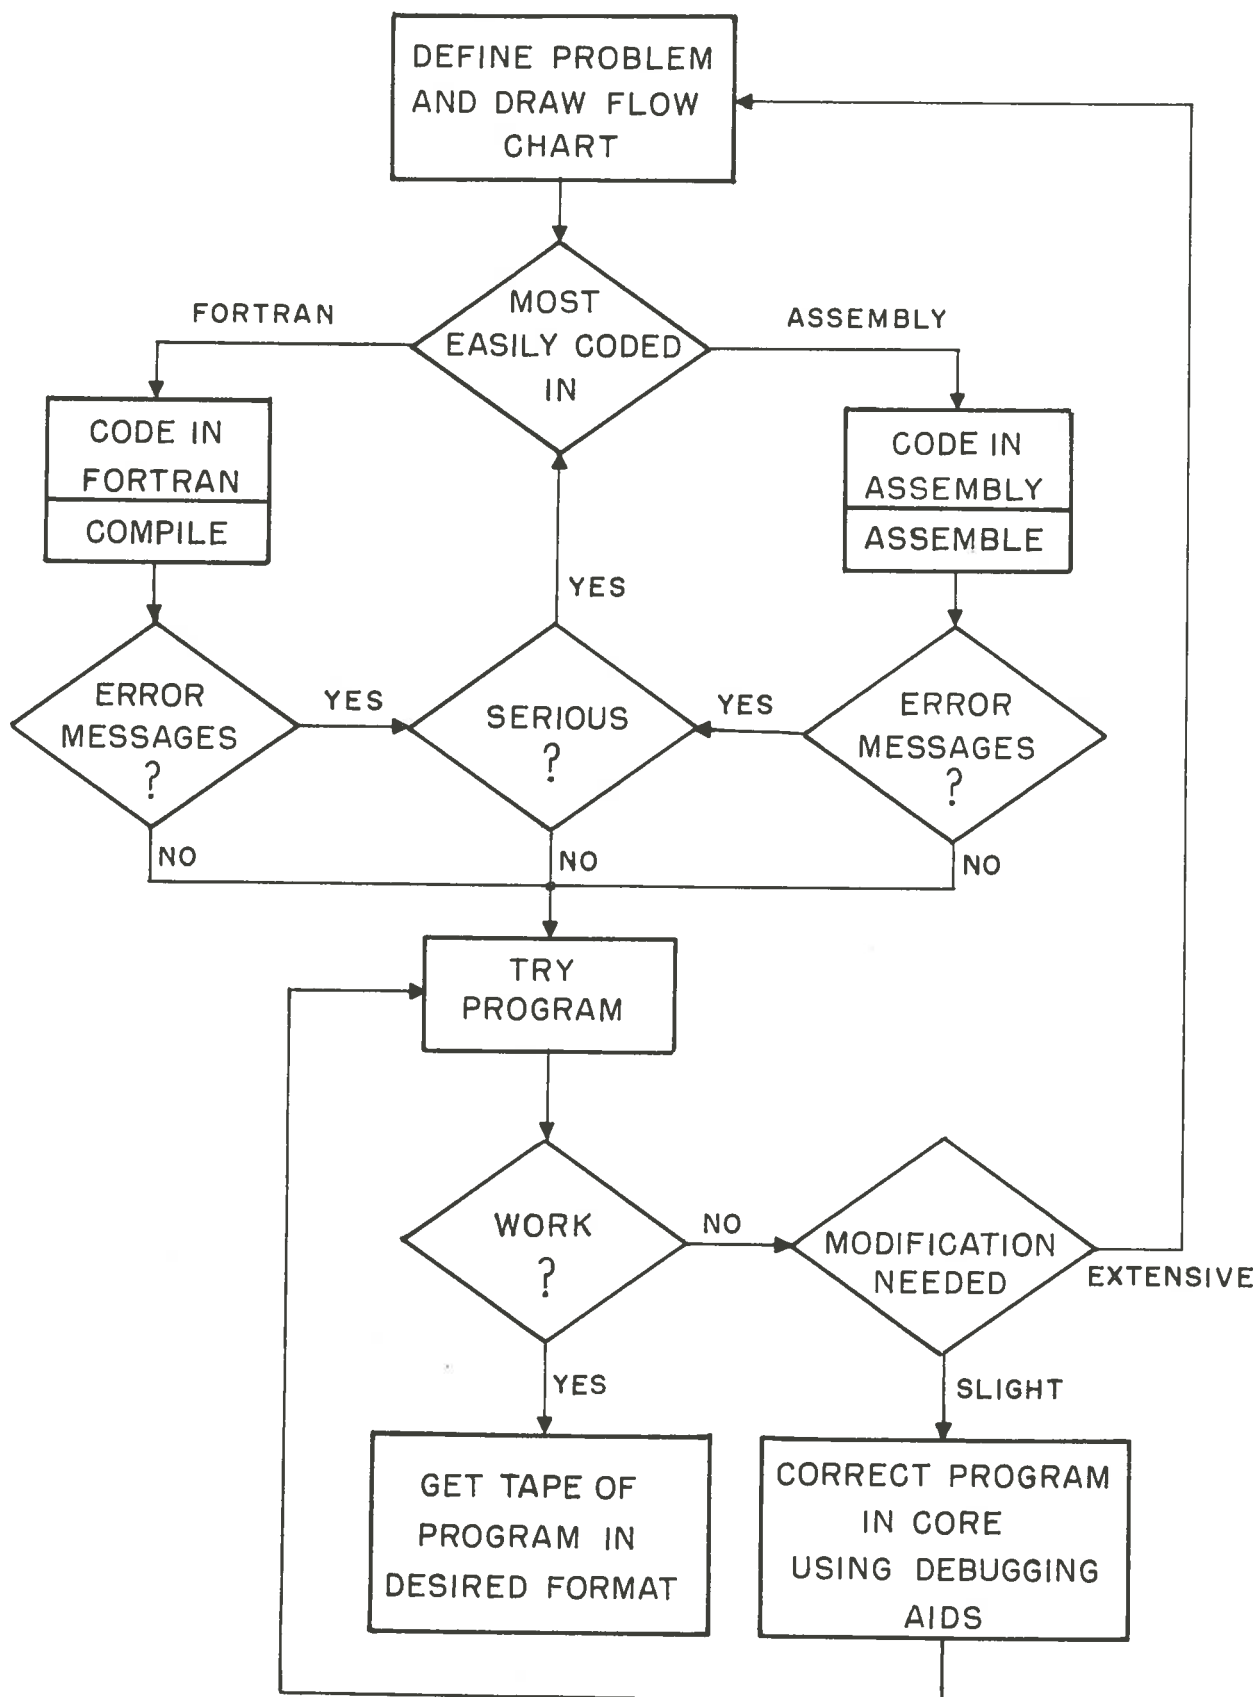 DEFINE PROBLEM
AND DRAW FLOW
CHART
FORTRAN
MOST
EASILY CODED
IN
ASSEMBLY
CODE IN
FORTRAN
COMPILE
CODE IN
ASSEMBLY
ASSEMBLE
YES
ERROR
MESSAGES
?
YES
SERIOUS
?
YES
ERROR
MESSAGES
?
NO
NO
NO
TRY
PROGRAM
WORK
?
NO
MODIFICATION
NEEDED
EXTENSIVE
YES
SLIGHT
GET TAPE OF
PROGRAM IN
DESIRED FORMAT
CORRECT PROGRAM
IN CORE
USING DEBUGGING
AIDS